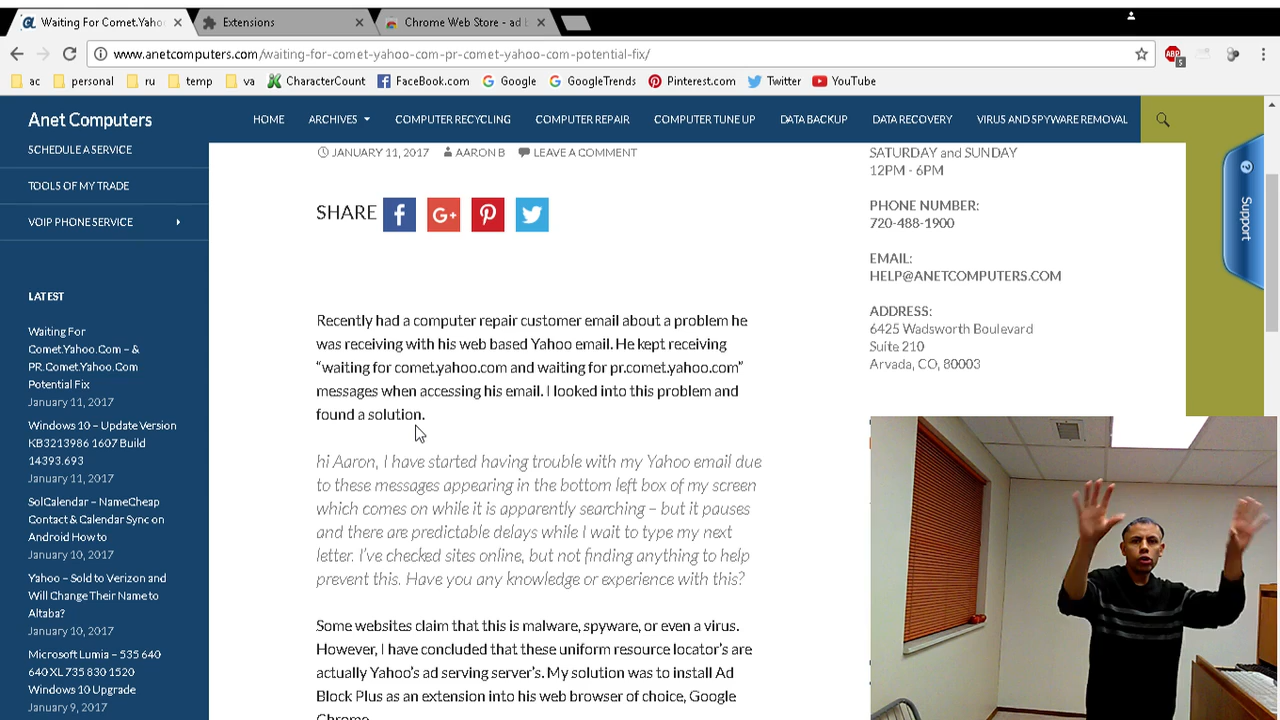 Waiting For Comet.Yaho
Extensions
Chrome Web Store - ad b
www.anetcomputers.com/waiting-for-comet-yahoo-com-pr-comet-yahoo-com-potential-fix/
ABP
5
ac
personal
ru
temp
va
CharacterCount
FaceBook.com
Google
GoogleTrends
Pinterest.com
Twitter
YouTube
Anet Computers
HOME
ARCHIVES
COMPUTER RECYCLING
COMPUTER REPAIR
COMPUTER TUNE UP
DATA BACKUP
DATA RECOVERY
VIRUS AND SPYWARE REMOVAL
SCHEDULE A SERVICE
TOOLS OF MY TRADE
VOIP PHONE SERVICE
LATEST
Waiting For
Comet.Yahoo.Com – &
PR.Comet.Yahoo.Com
Potential Fix
January 11, 2017
Windows 10 – Update Version
KB3213986 1607 Build
14393.693
January 11, 2017
SolCalendar – NameCheap
Contact & Calendar Sync on
Android How to
January 10, 2017
Yahoo – Sold to Verizon and
Will Change Their Name to
Altaba?
January 10, 2017
Microsoft Lumia – 535 640
640 XL 735 830 1520
Windows 10 Upgrade
January 9, 2017
JANUARY 11, 2017 AARON B LEAVE A COMMENT
SHARE
Recently had a computer repair customer email about a problem he
was receiving with his web based Yahoo email. He kept receiving
“waiting for comet.yahoo.com and waiting for pr.comet.yahoo.com”
messages when accessing his email. I looked into this problem and
found a solution.
hi Aaron, I have started having trouble with my Yahoo email due
to these messages appearing in the bottom left box of my screen
which comes on while it is apparently searching – but it pauses
and there are predictable delays while I wait to type my next
letter. I've checked sites online, but not finding anything to help
prevent this. Have you any knowledge or experience with this?
Some websites claim that this is malware, spyware, or even a virus.
However, I have concluded that these uniform resource locator's are
actually Yahoo's ad serving server's. My solution was to install Ad
Block Plus as an extension into his web browser of choice, Google
Chrome.
SATURDAY and SUNDAY
12PM - 6PM
PHONE NUMBER:
720-488-1900
EMAIL:
HELP@ANETCOMPUTERS.COM
ADDRESS:
6425 Wadsworth Boulevard
Suite 210
Arvada, CO, 80003
Support